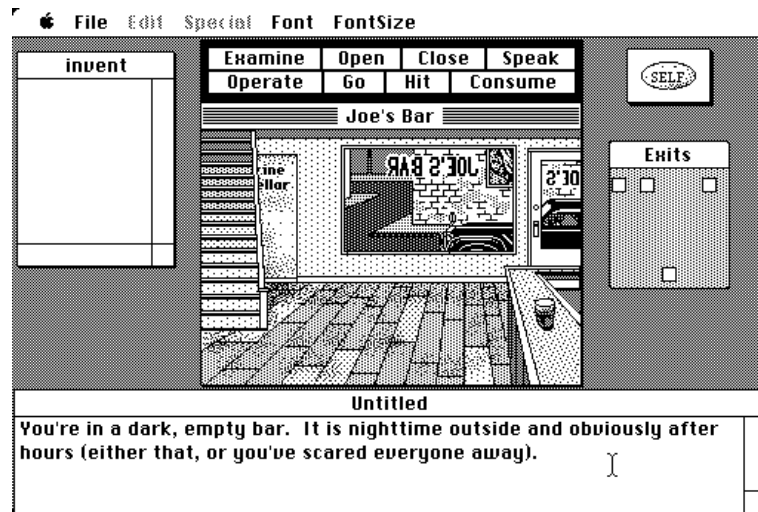 File Edit Special Font FontSize
invent
Examine Open Close Speak
Operate Go Hit Consume
SELF
Joe's Bar
Exits
JOE'S BAR
JOE'S
ine
ellar
Untitled
You're in a dark, empty bar. It is nighttime outside and obviously after
hours (either that, or you've scared everyone away).